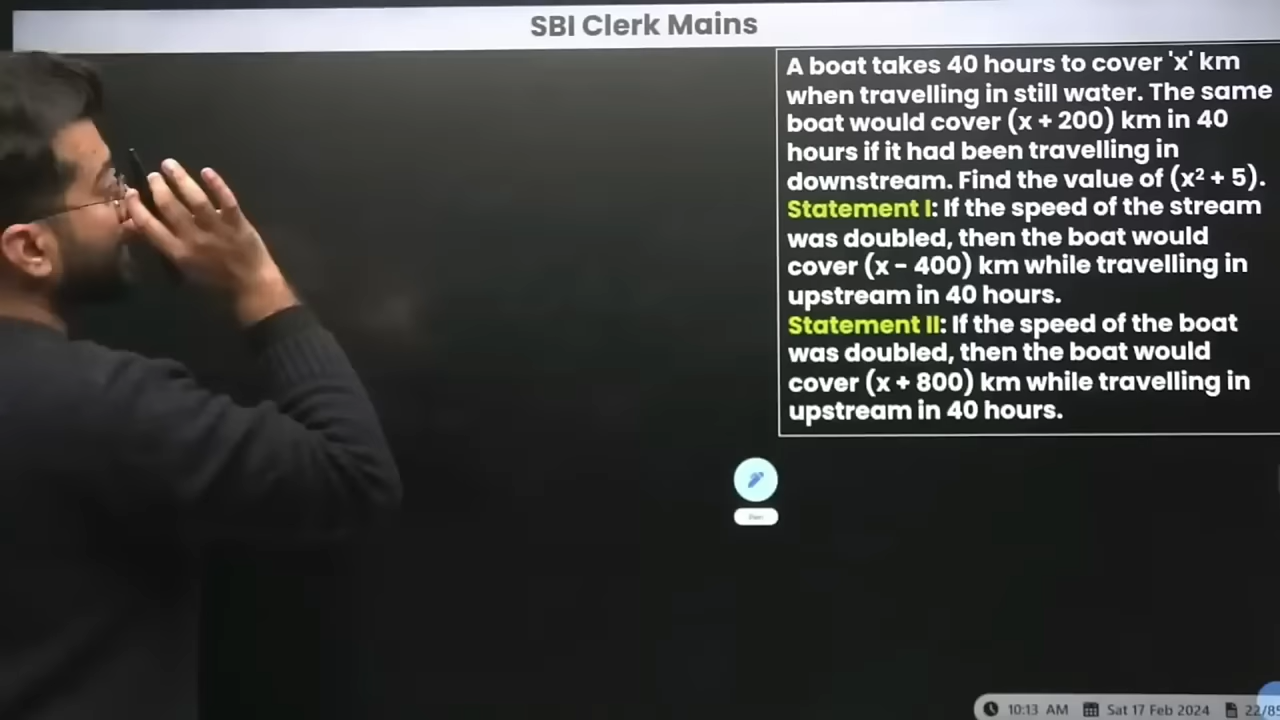 SBI Clerk Mains
A boat takes 40 hours to cover 'x' km
when travelling in still water. The same
boat would cover (x + 200) km in 40
hours if it had been travelling in
downstream. Find the value of (x² + 5).
Statement I: If the speed of the stream
was doubled, then the boat would
cover (x - 400) km while travelling in
upstream in 40 hours.
Statement II: If the speed of the boat
was doubled, then the boat would
cover (x + 800) km while travelling in
upstream in 40 hours.
10:13 AM Sat 17 Feb 2024